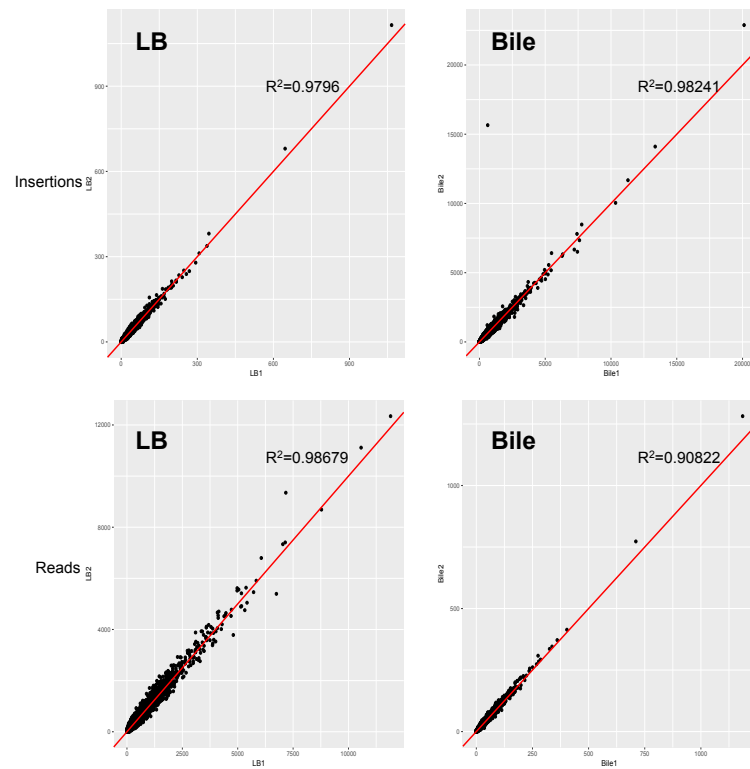 LB
R²=0.9796
Insertions
LB2
900
600
300
0
0 300 600 900
LB1
Bile
R²=0.98241
Bile2
20000
15000
10000
5000
0
0 5000 10000 15000 20000
Bile1
LB
R²=0.98679
Reads
LB2
12000
8000
4000
0
0 2500 5000 7500 10000
LB1
Bile
R²=0.90822
Bile2
1000
500
0
0 250 500 750 1000
Bile1